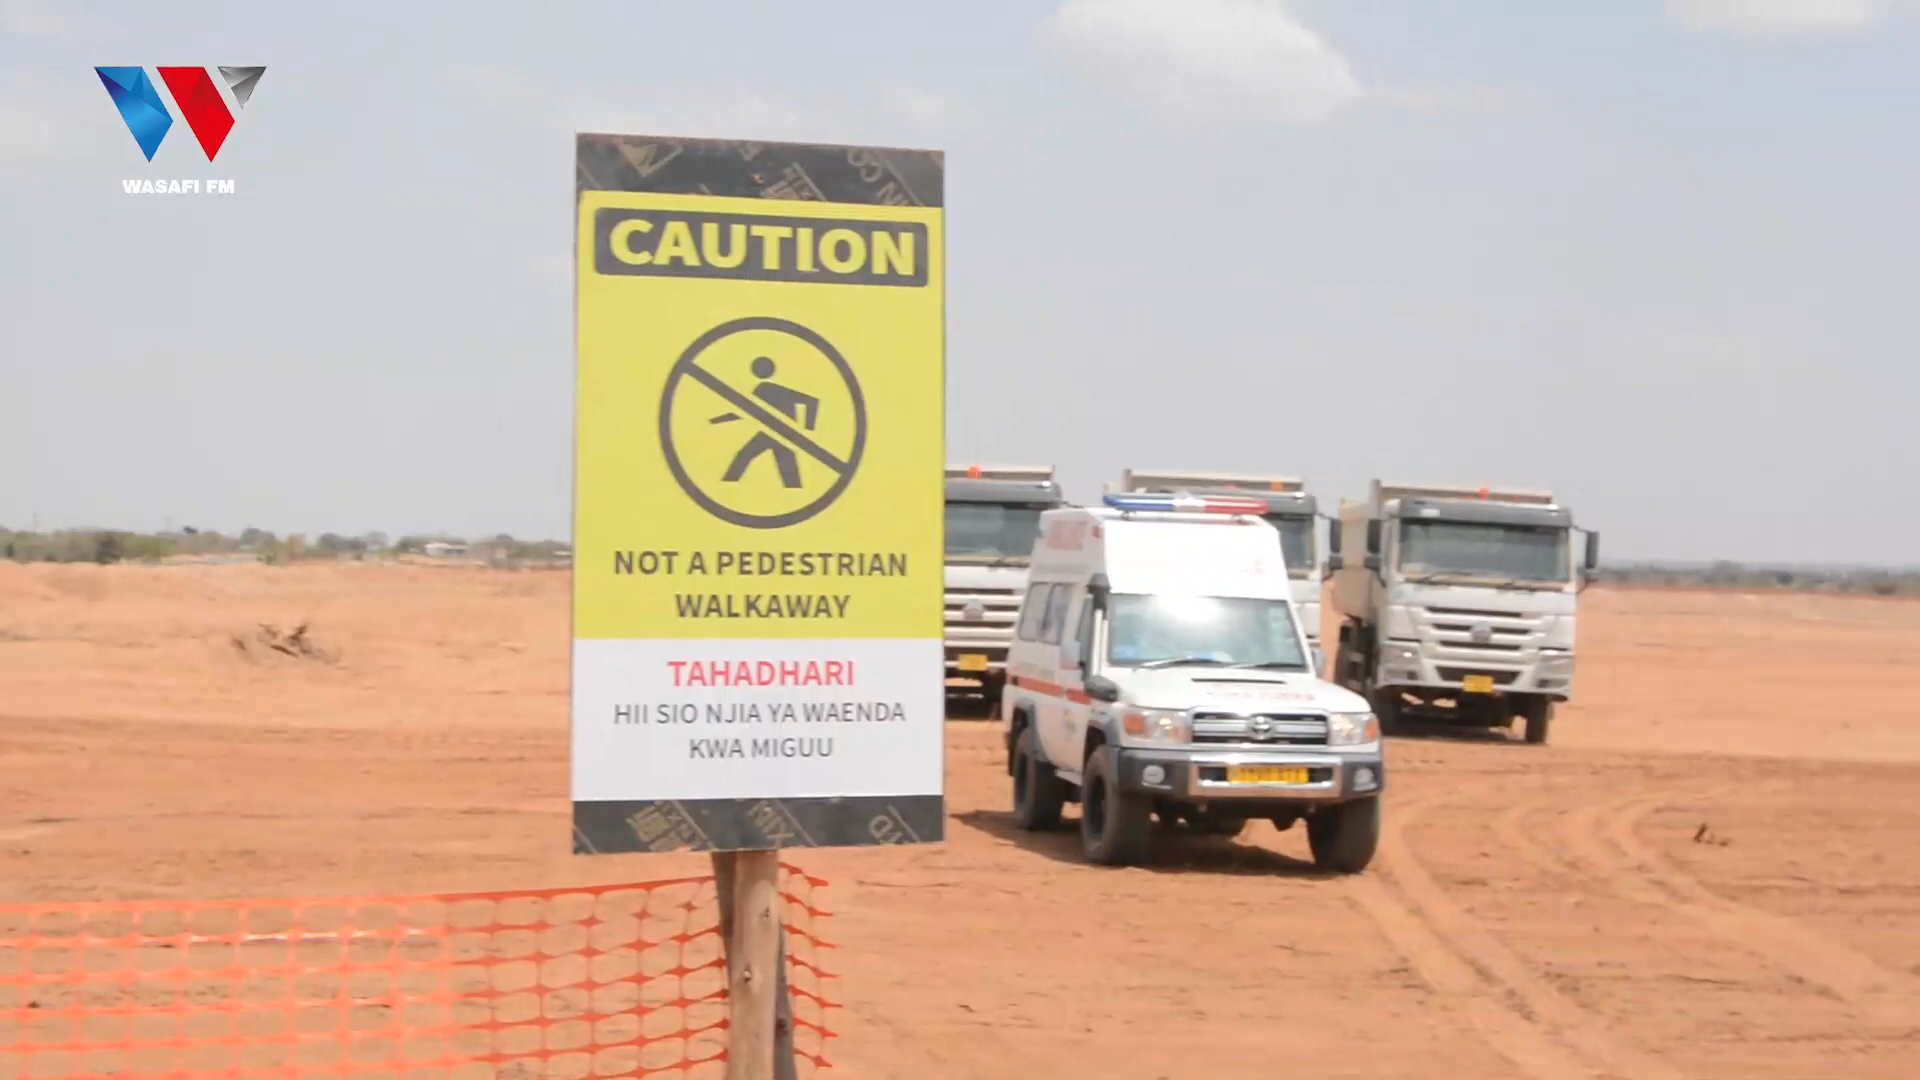 WASAFI FM
CAUTION
NOT A PEDESTRIAN
WALKAWAY
TAHADHARI
HII SIO NJIA YA WAENDA
KWA MIGUU